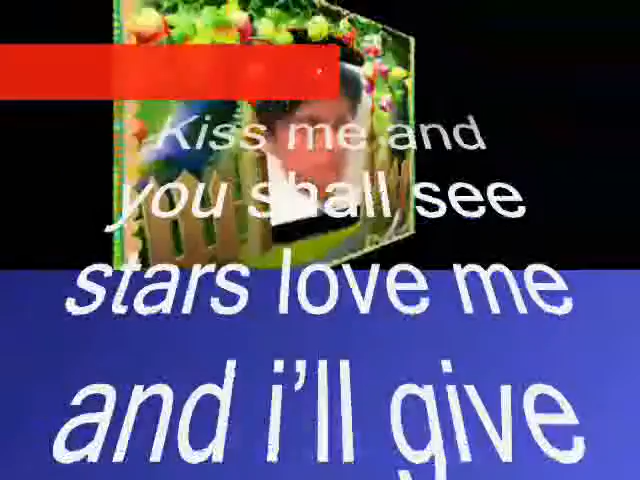 Kiss me and
you shall see
stars love me
and i'll give